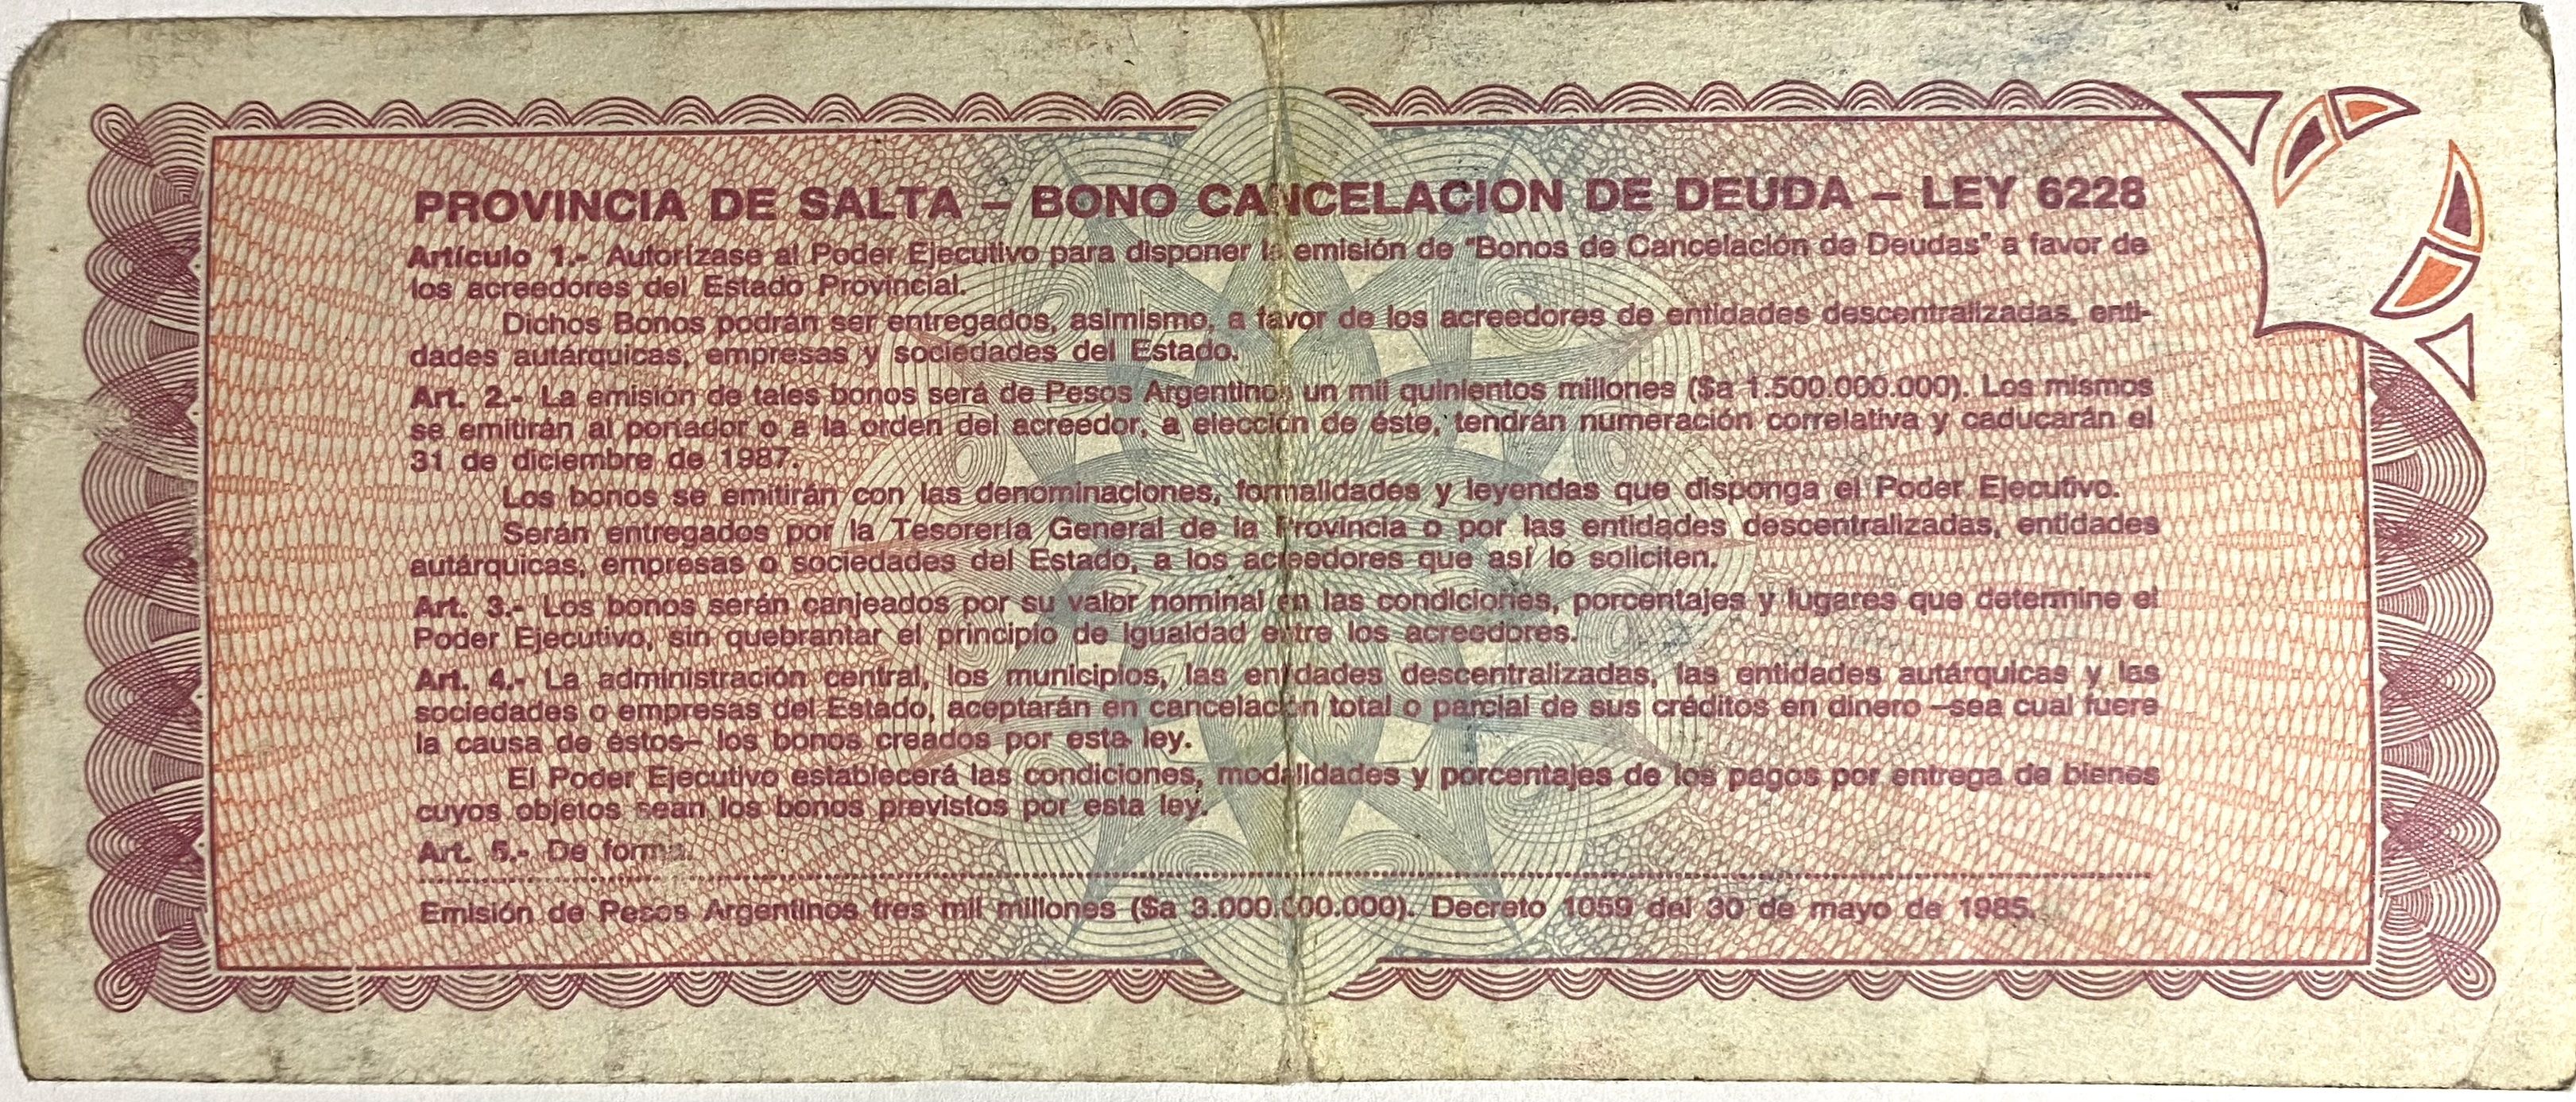 PROVINCIA DE SALTA – BONO CANCELACION DE DEUDA – LEY 6228
Artículo 1.- Autorízase al Poder Ejecutivo para disponer la emisión de "Bonos de Cancelación de Deudas" a favor de
los acreedores del Estado Provincial.
Dichos Bonos podrán ser entregados, asimismo, a favor de los acreedores de entidades descentralizadas, enti-
dades autárquicas, empresas y sociedades del Estado.
Art. 2.- La emisión de tales bonos será de Pesos Argentinos un mil quinientos millones ($a 1.500.000.000). Los mismos
se emitirán al portador o a la orden del acreedor, a elección de éste, tendrán numeración correlativa y caducarán el
31 de diciembre de 1987.
Los bonos se emitirán con las denominaciones, formalidades y leyendas que disponga el Poder Ejecutivo.
Serán entregados por la Tesorería General de la Provincia o por las entidades descentralizadas, entidades
autárquicas, empresas o sociedades del Estado, a los acreedores que así lo soliciten.
Art. 3.- Los bonos serán canjeados por su valor nominal en las condiciones, porcentajes y lugares que determine el
Poder Ejecutivo, sin quebrantar el principio de igualdad entre los acreedores.
Art. 4.- La administración central, los municipios, las entidades descentralizadas, las entidades autárquicas y las
sociedades o empresas del Estado, aceptarán en cancelación total o parcial de sus créditos en dinero –sea cual fuere
la causa de éstos– los bonos creados por esta ley.
El Poder Ejecutivo establecerá las condiciones, modalidades y porcentajes de los pagos por entrega de bienes
cuyos objetos sean los bonos previstos por esta ley.
Art. 5.- De forma.
Emisión de Pesos Argentinos tres mil millones ($a 3.000.000.000). Decreto 1059 del 30 de mayo de 1985.